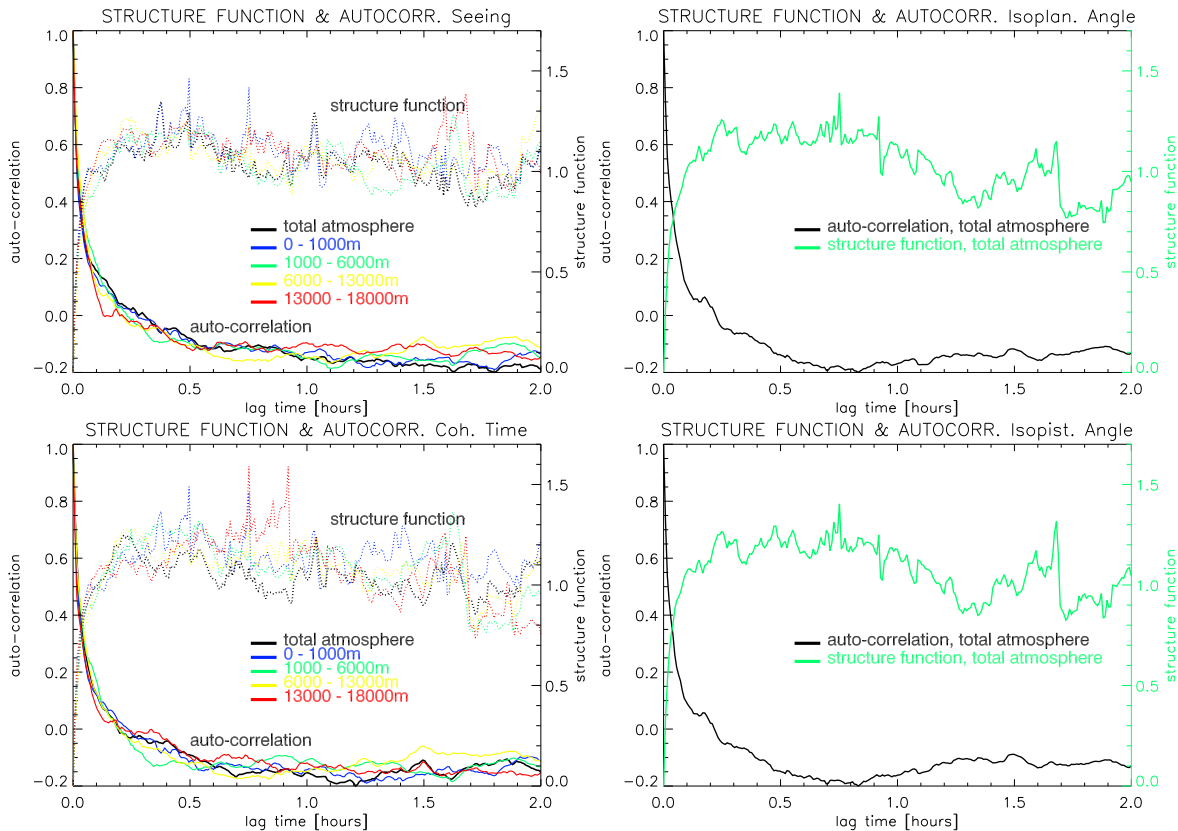 STRUCTURE FUNCTION & AUTOCORR. Seeing
1.0
0.8
0.6
0.4
0.2
0.0
−0.2
auto-correlation
1.5
1.0
0.5
0.0
structure function
structure function
total atmosphere
0 - 1000m
1000 - 6000m
6000 - 13000m
13000 - 18000m
auto-correlation
0.0 0.5 1.0 1.5 2.0
lag time [hours]
STRUCTURE FUNCTION & AUTOCORR. Isoplan. Angle
1.0
0.8
0.6
0.4
0.2
0.0
−0.2
auto-correlation
1.5
1.0
0.5
0.0
structure function
auto-correlation, total atmosphere
structure function, total atmosphere
0.0 0.5 1.0 1.5 2.0
lag time [hours]
STRUCTURE FUNCTION & AUTOCORR. Coh. Time
1.0
0.8
0.6
0.4
0.2
0.0
−0.2
auto-correlation
1.5
1.0
0.5
0.0
structure function
structure function
total atmosphere
0 - 1000m
1000 - 6000m
6000 - 13000m
13000 - 18000m
auto-correlation
0.0 0.5 1.0 1.5 2.0
lag time [hours]
STRUCTURE FUNCTION & AUTOCORR. Isopist. Angle
1.0
0.8
0.6
0.4
0.2
0.0
−0.2
auto-correlation
1.5
1.0
0.5
0.0
structure function
auto-correlation, total atmosphere
structure function, total atmosphere
0.0 0.5 1.0 1.5 2.0
lag time [hours]